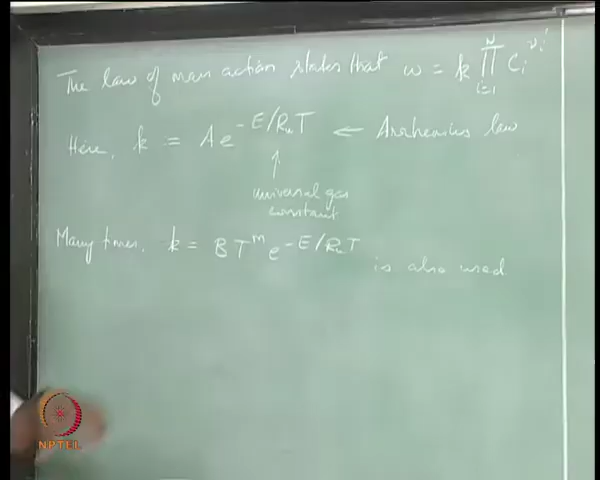 The law of mass action states that ω = k ∏_{i=1}^{N} C_i^{ν_i'}
Here, k = A e^{-E/R_u T} ← Arrhenius law
↑
universal gas
constant
Many times, k = B T^m e^{-E/R_u T} is also used
NPTEL